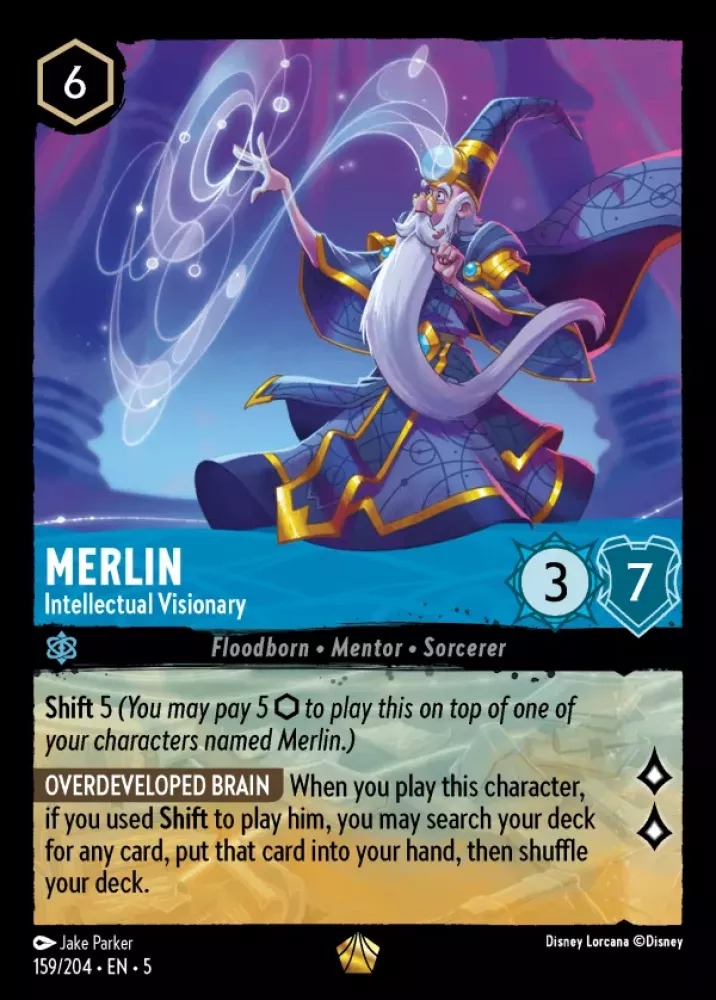 6
MERLIN
Intellectual Visionary
3
7
Floodborn • Mentor • Sorcerer
Shift 5 (You may pay 5 ⬡ to play this on top of one of
your characters named Merlin.)
OVERDEVELOPED BRAIN When you play this character,
if you used Shift to play him, you may search your deck
for any card, put that card into your hand, then shuffle
your deck.
Jake Parker
Disney Lorcana ©Disney
159/204 • EN • 5